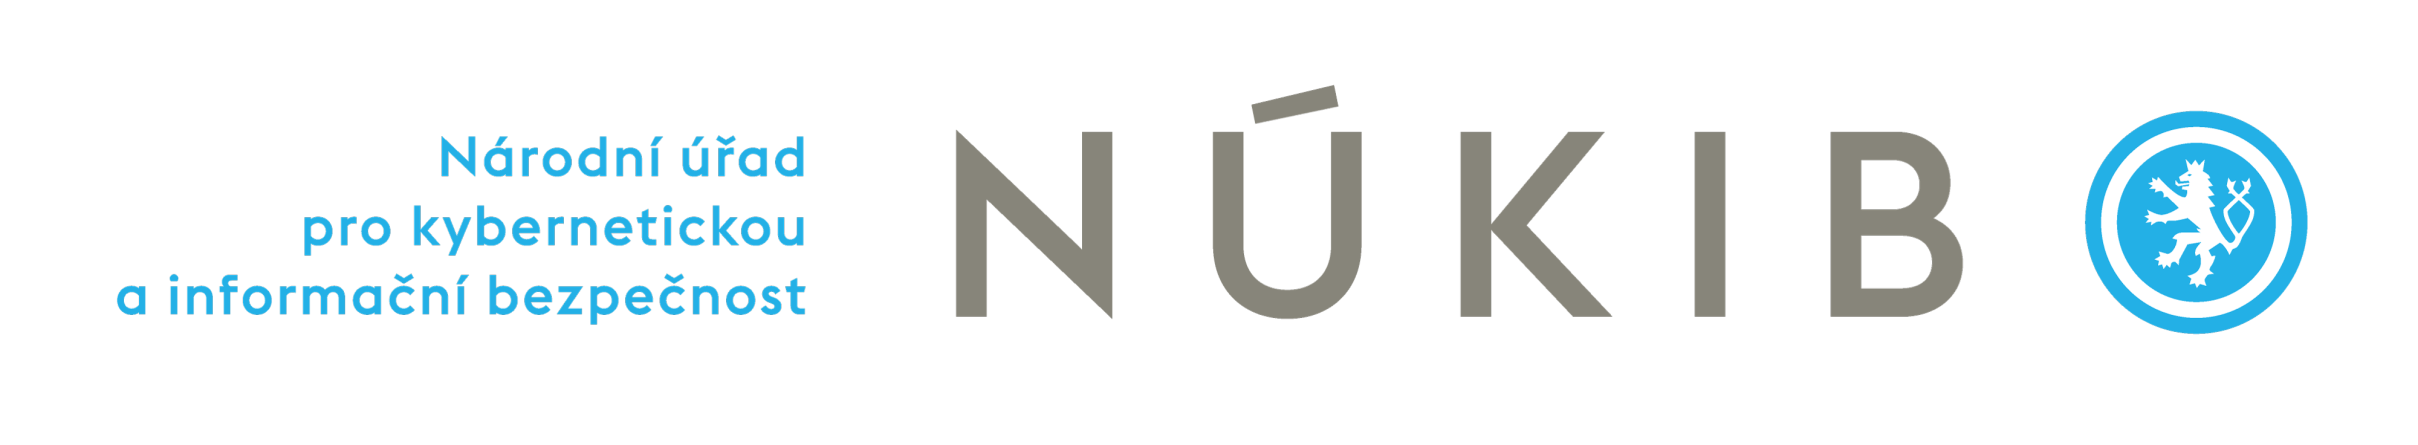 Národní úřad
pro kybernetickou
a informační bezpečnost
NÚKIB